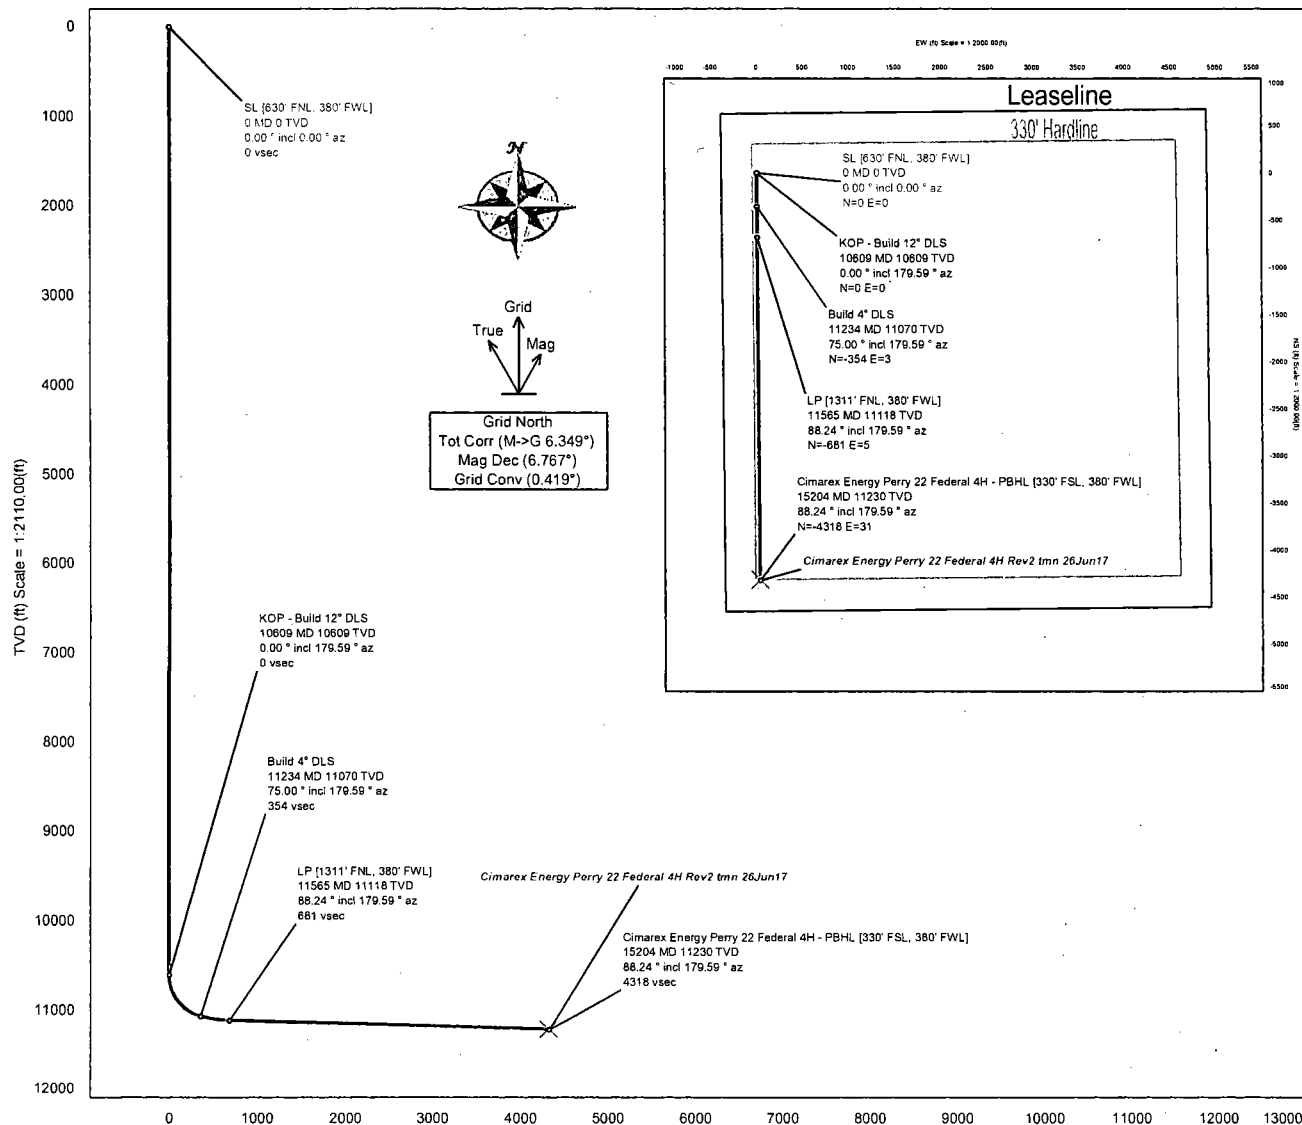 0
1000
2000
3000
4000
5000
6000
7000
8000
9000
10000
11000
12000
TVD (ft) Scale = 1:2110.00(ft)
0
1000
2000
3000
4000
5000
6000
7000
8000
9000
10000
11000
12000
13000
SL [630' FNL, 380' FWL]
0 MD 0 TVD
0.00 ° incl 0.00 ° az
0 vsec
N
Grid
True
Mag
Grid North
Tot Corr (M->G 6.349°)
Mag Dec (6.767°)
Grid Conv (0.419°)
KOP - Build 12° DLS
10609 MD 10609 TVD
0.00 ° incl 179.59 ° az
0 vsec
Build 4° DLS
11234 MD 11070 TVD
75.00 ° incl 179.59 ° az
354 vsec
LP [1311' FNL, 380' FWL]
11565 MD 11118 TVD
88.24 ° incl 179.59 ° az
681 vsec
Cimarex Energy Perry 22 Federal 4H Rev2 tmn 26Jun17
Cimarex Energy Perry 22 Federal 4H - PBHL [330' FSL, 380' FWL]
15204 MD 11230 TVD
88.24 ° incl 179.59 ° az
4318 vsec
EW (ft) Scale = 1:2000.00(ft)
-1000
-500
0
500
1000
1500
2000
2500
3000
3500
4000
4500
5000
5500
Leaseline
330' Hardline
SL [630' FNL, 380' FWL]
0 MD 0 TVD
0.00 ° incl 0.00 ° az
N=0 E=0
KOP - Build 12° DLS
10609 MD 10609 TVD
0.00 ° incl 179.59 ° az
N=0 E=0
Build 4° DLS
11234 MD 11070 TVD
75.00 ° incl 179.59 ° az
N=-354 E=3
LP [1311' FNL, 380' FWL]
11565 MD 11118 TVD
88.24 ° incl 179.59 ° az
N=-681 E=5
Cimarex Energy Perry 22 Federal 4H - PBHL [330' FSL, 380' FWL]
15204 MD 11230 TVD
88.24 ° incl 179.59 ° az
N=-4318 E=31
Cimarex Energy Perry 22 Federal 4H Rev2 tmn 26Jun17
1000
500
0
-500
-1000
-1500
-2000
-2500
-3000
-3500
-4000
-4500
-5000
-5500
NS (ft) Scale = 1:2000.00(ft)